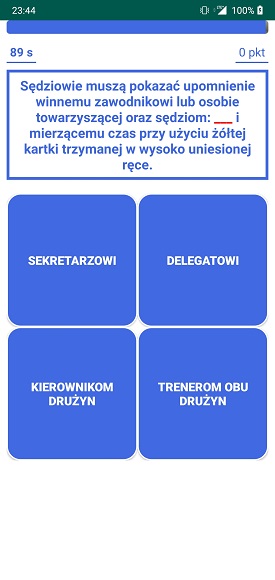 23:44
100%
89 s
0 pkt
Sędziowie muszą pokazać upomnienie
winnemu zawodnikowi lub osobie
towarzyszącej oraz sędziom: ___ i
mierzącemu czas przy użyciu żółtej
kartki trzymanej w wysoko uniesionej
ręce.
SEKRETARZOWI
DELEGATOWI
KIEROWNIKOM
DRUŻYN
TRENEROM OBU
DRUŻYN